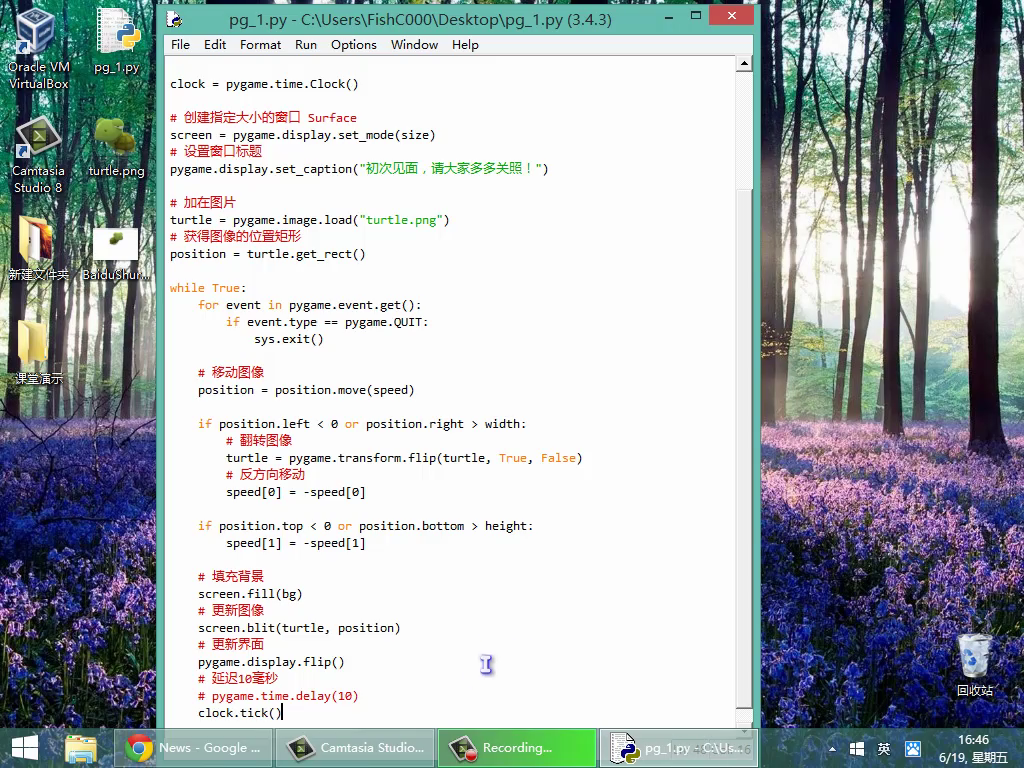 pg_1.py - C:\Users\FishC000\Desktop\pg_1.py (3.4.3)
File Edit Format Run Options Window Help
clock = pygame.time.Clock()
# 创建指定大小的窗口 Surface
screen = pygame.display.set_mode(size)
# 设置窗口标题
pygame.display.set_caption("初次见面，请大家多多关照！")
# 加在图片
turtle = pygame.image.load("turtle.png")
# 获得图像的位置矩形
position = turtle.get_rect()
while True:
for event in pygame.event.get():
if event.type == pygame.QUIT:
sys.exit()
# 移动图像
position = position.move(speed)
if position.left < 0 or position.right > width:
# 翻转图像
turtle = pygame.transform.flip(turtle, True, False)
# 反方向移动
speed[0] = -speed[0]
if position.top < 0 or position.bottom > height:
speed[1] = -speed[1]
# 填充背景
screen.fill(bg)
# 更新图像
screen.blit(turtle, position)
# 更新界面
pygame.display.flip()
# 延迟10毫秒
# pygame.time.delay(10)
clock.tick()
Oracle VM
VirtualBox
pg_1.py
Camtasia
Studio 8
turtle.png
新建文件夹
BaiduShur...
课堂演示
回收站
News - Google ...
Camtasia Studio...
Recording...
pg_1.py - C:\Us...
英
16:46
6/19, 星期五